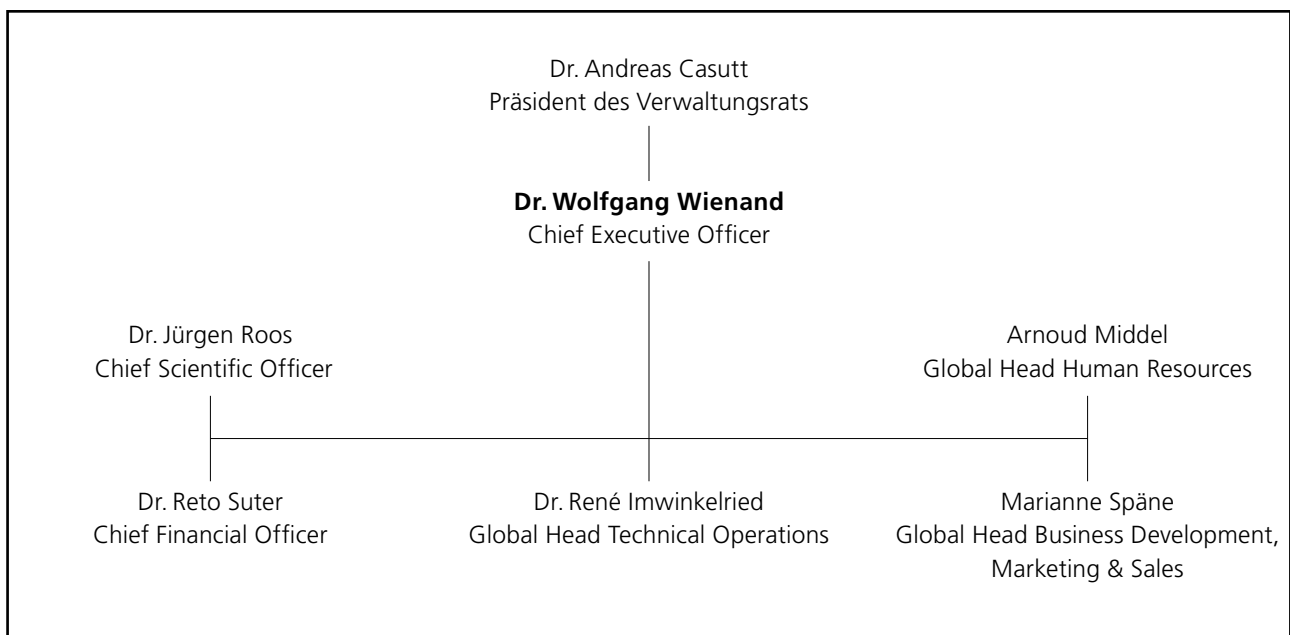 Dr. Andreas Casutt
Präsident des Verwaltungsrats
Dr. Wolfgang Wienand
Chief Executive Officer
Dr. Jürgen Roos
Chief Scientific Officer
Arnoud Middel
Global Head Human Resources
Dr. Reto Suter
Chief Financial Officer
Dr. René Imwinkelried
Global Head Technical Operations
Marianne Späne
Global Head Business Development,
Marketing & Sales